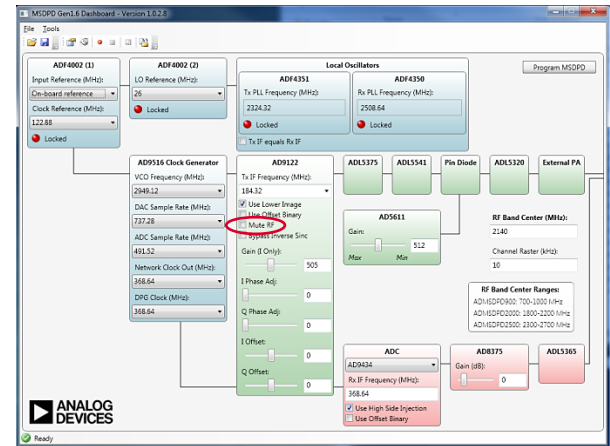 MSDPD Gen1.6 Dashboard - Version 1.0.2.8
File Tools
Program MSDPD
ADF4002 (1)
Input Reference (MHz):
On-board reference
Clock Reference (MHz):
122.88
Locked
ADF4002 (2)
LO Reference (MHz):
26
Locked
Local Oscillators
ADF4351
Tx PLL Frequency (MHz):
2324.32
Locked
Tx IF equals Rx IF
ADF4350
Rx PLL Frequency (MHz):
2508.64
Locked
AD9516 Clock Generator
VCO Frequency (MHz):
2949.12
DAC Sample Rate (MHz):
737.28
ADC Sample Rate (MHz):
491.52
Network Clock Out (MHz):
368.64
DPG Clock (MHz):
368.64
AD9122
Tx IF Frequency (MHz):
184.32
Use Lower Image
Use Offset Binary
Mute RF
Bypass Inverse Sinc
Gain (I Only):
505
I Phase Adj:
0
Q Phase Adj:
0
I Offset:
0
Q Offset:
0
ADL5375
ADL5541
Pin Diode
ADL5320
External PA
AD5611
Gain:
512
Max Min
RF Band Center (MHz):
2140
Channel Raster (kHz):
10
RF Band Center Ranges:
ADMSDPD900: 700-1000 MHz
ADMSDPD2000: 1800-2200 MHz
ADMSDPD2500: 2300-2700 MHz
ADC
AD9434
Rx IF Frequency (MHz):
368.64
Use High Side Injection
Use Offset Binary
AD8375
Gain (dB):
0
ADL5365
ANALOG
DEVICES
Ready